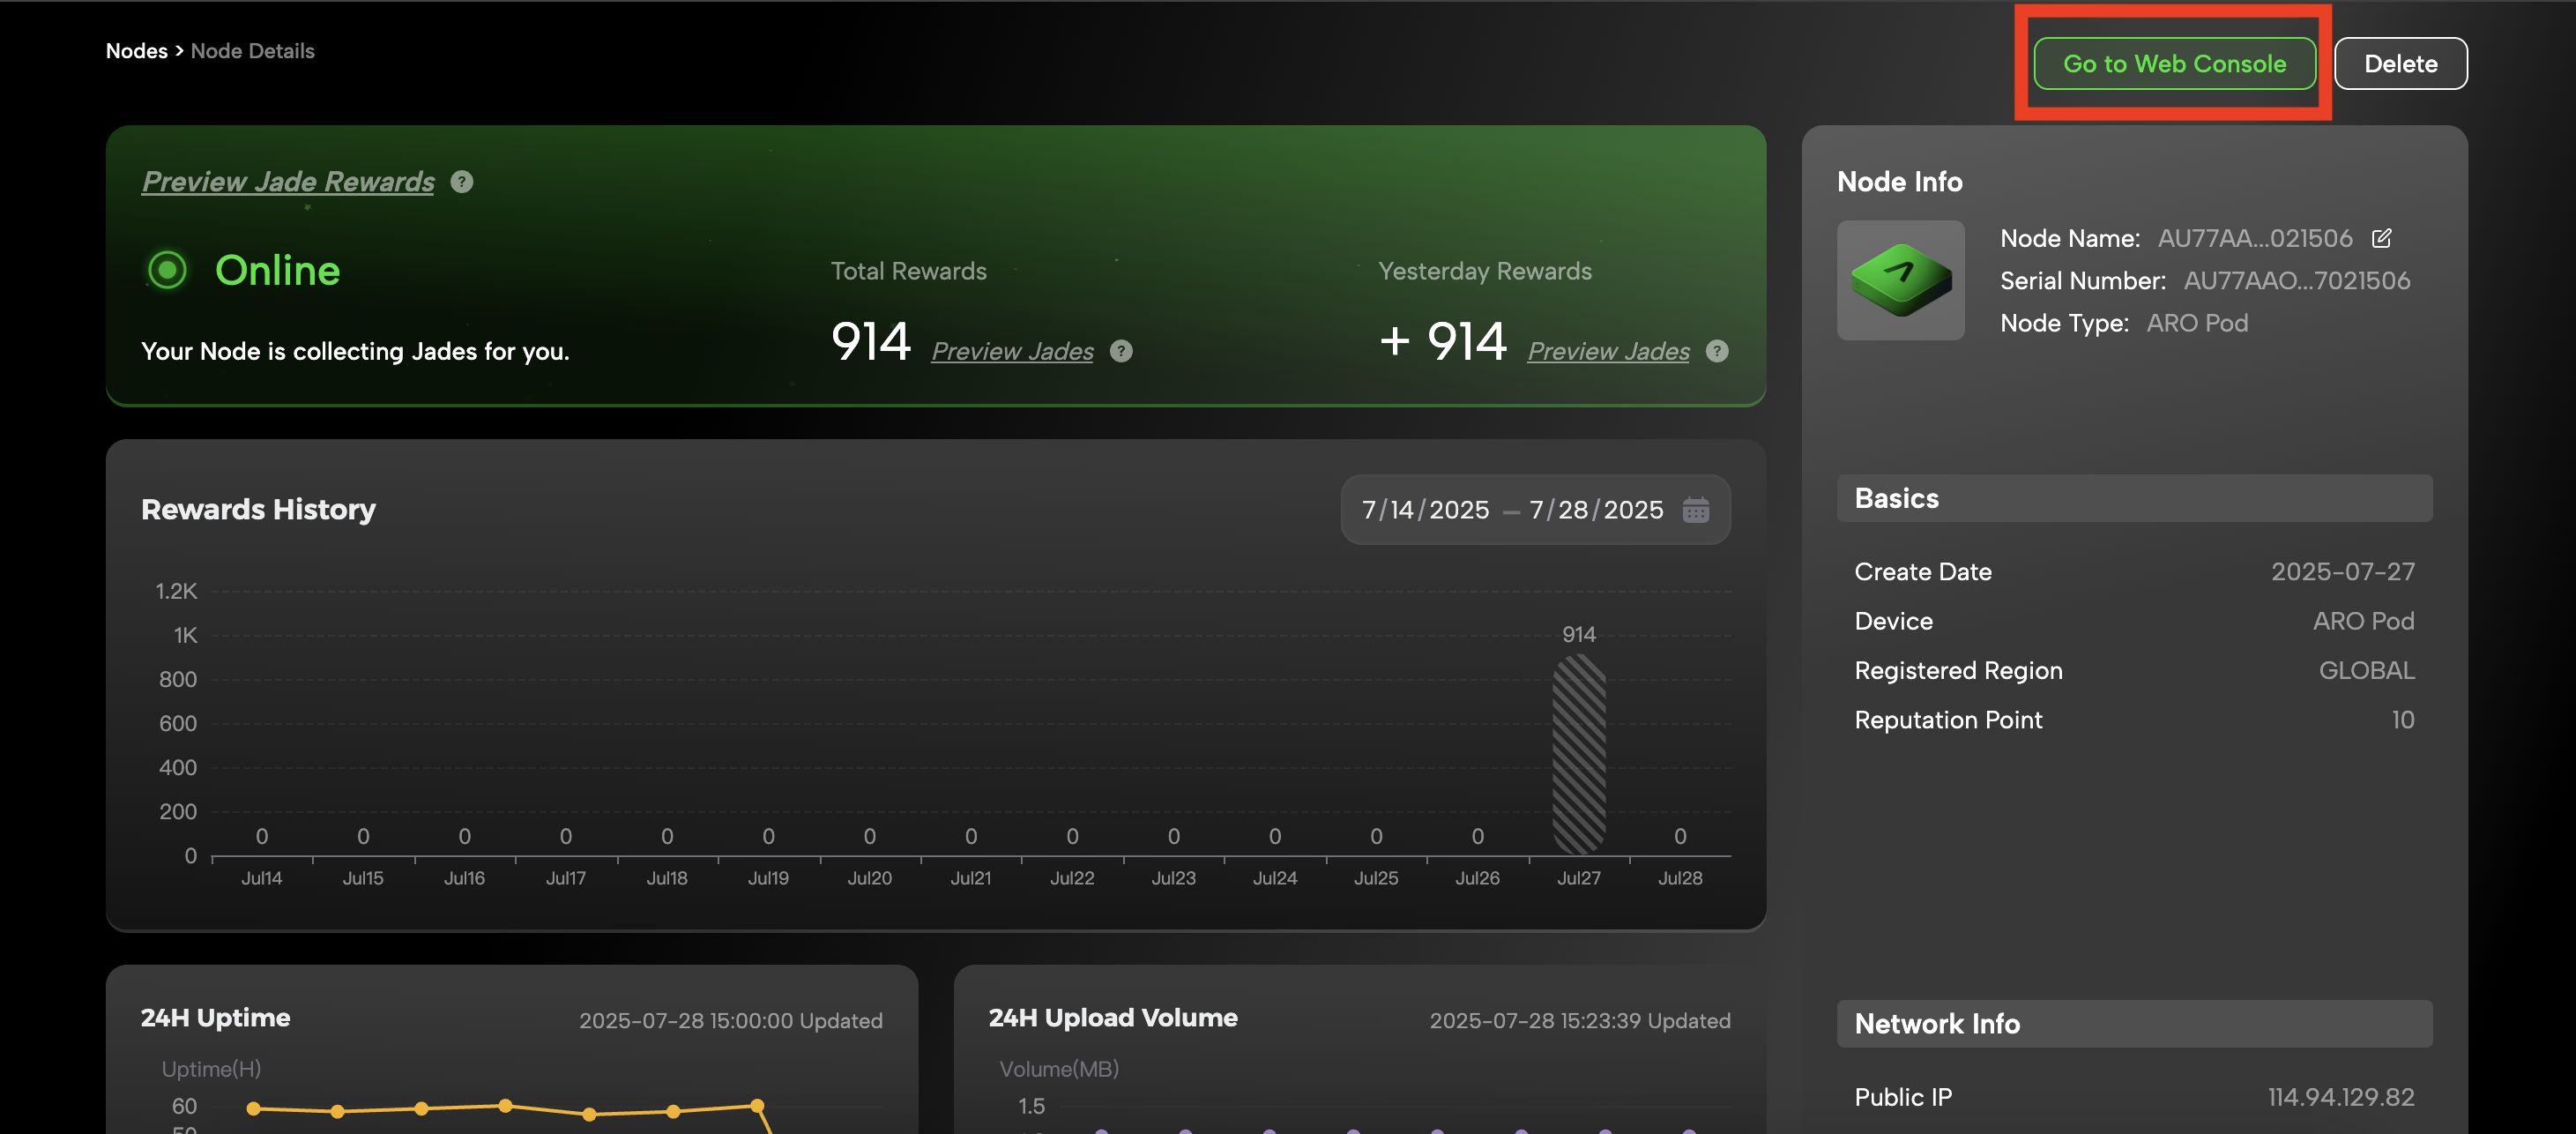 Nodes > Node Details
Go to Web Console
Delete
Preview Jade Rewards ?
Online
Your Node is collecting Jades for you.
Total Rewards
914 Preview Jades ?
Yesterday Rewards
+ 914 Preview Jades ?
Rewards History
7/14/2025 – 7/28/2025
1.2K
1K
800
600
400
200
0
914
0 0 0 0 0 0 0 0 0 0 0 0 0 0
Jul14 Jul15 Jul16 Jul17 Jul18 Jul19 Jul20 Jul21 Jul22 Jul23 Jul24 Jul25 Jul26 Jul27 Jul28
24H Uptime
2025-07-28 15:00:00 Updated
Uptime(H)
60
24H Upload Volume
2025-07-28 15:23:39 Updated
Volume(MB)
1.5
Node Info
Node Name: AU77AA...021506
Serial Number: AU77AAO...7021506
Node Type: ARO Pod
Basics
Create Date 2025-07-27
Device ARO Pod
Registered Region GLOBAL
Reputation Point 10
Network Info
Public IP 114.94.129.82